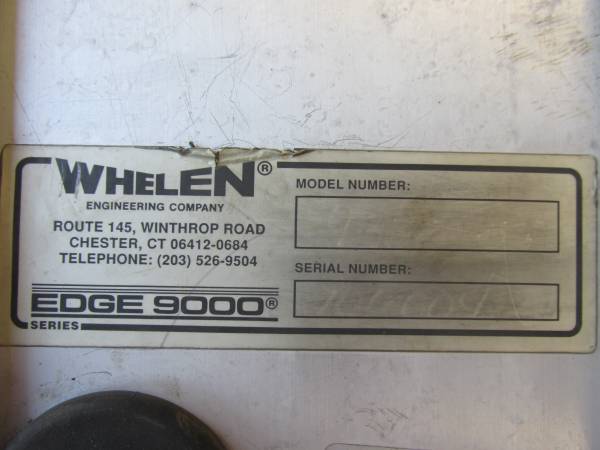 WHELEN®
ENGINEERING COMPANY
ROUTE 145, WINTHROP ROAD
CHESTER, CT 06412-0684
TELEPHONE: (203) 526-9504
EDGE 9000®
SERIES
MODEL NUMBER:
SERIAL NUMBER: